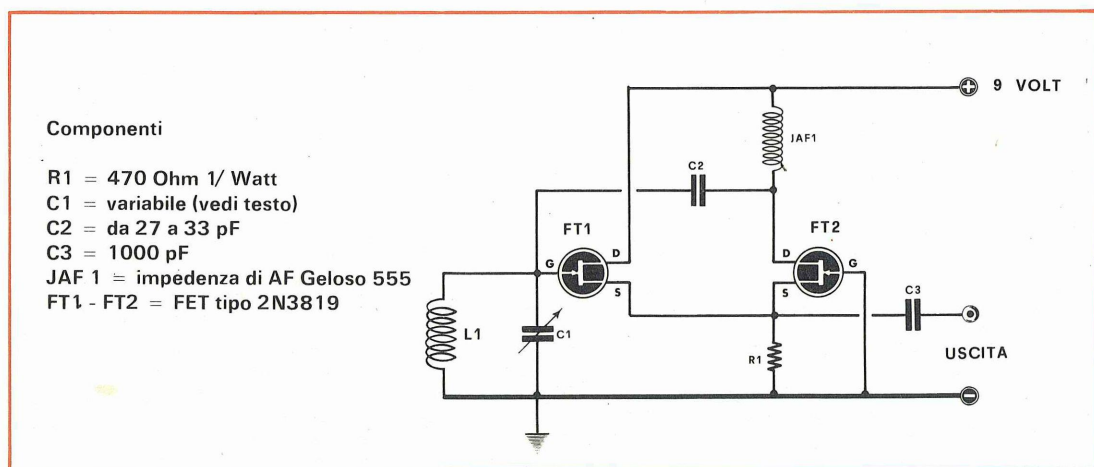 Componenti
R1 = 470 Ohm 1/ Watt
C1 = variabile (vedi testo)
C2 = da 27 a 33 pF
C3 = 1000 pF
JAF 1 = impedenza di AF Geloso 555
FT1 - FT2 = FET tipo 2N3819
9 VOLT
JAF1
C2
FT1
FT2
D
G
S
D
G
S
C3
L1
C1
R1
USCITA